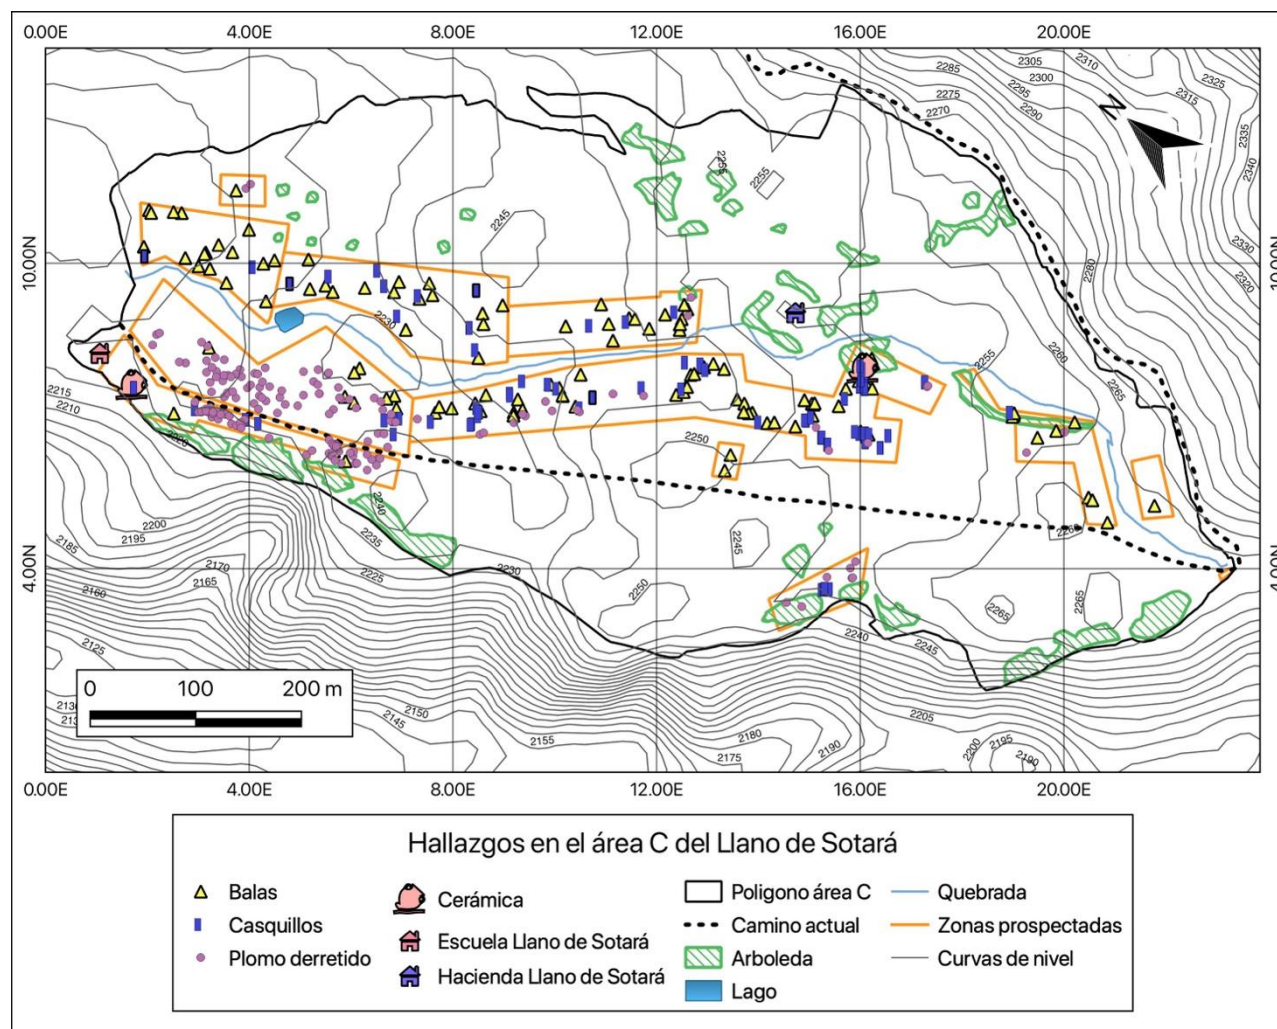 0.00E 4.00E 8.00E 12.00E 16.00E 20.00E
2305
2310
2285
2300
2325
2275
2295
2315
2290
2270
2335
N
2255
2255
2340
2245
2330
10.00N
10.00N
2280
2230
2255
2260
2215
2265
2210
2220
2250
2240
2200
2260
2195
2235
2245
2185
2170
2230
4.00N
4.00N
2165
2225
2250
2265
2265
2160
2240
2245
2125
0 100 200 m
2150
2205
2145
2180
2155
2190
2200
2195
2175
2190
0.00E 4.00E 8.00E 12.00E 16.00E 20.00E
Hallazgos en el área C del Llano de Sotará
Balas
Casquillos
Plomo derretido
Cerámica
Escuela Llano de Sotará
Hacienda Llano de Sotará
Poligono área C
Camino actual
Arboleda
Lago
Quebrada
Zonas prospectadas
Curvas de nivel